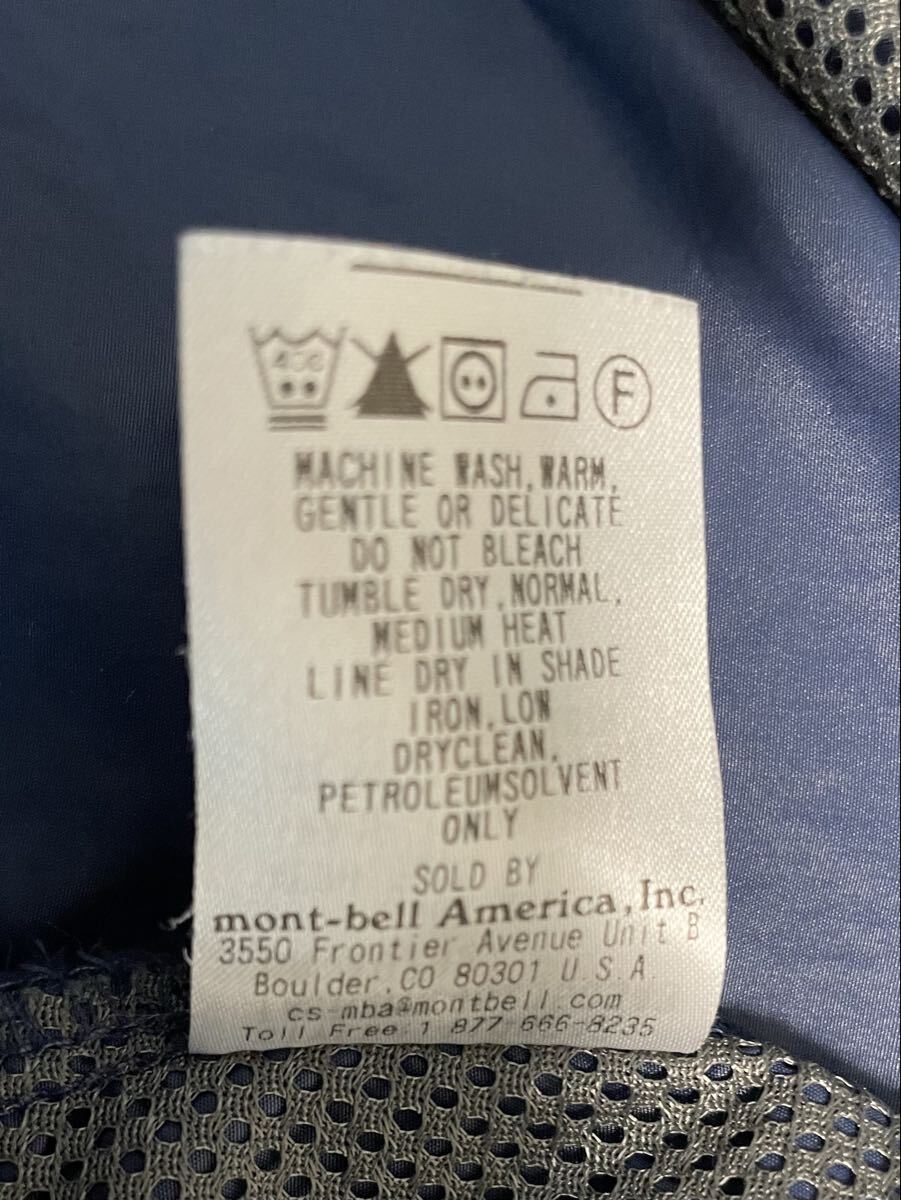 40c
F
MACHINE WASH,WARM,
GENTLE OR DELICATE
DO NOT BLEACH
TUMBLE DRY,NORMAL,
MEDIUM HEAT
LINE DRY IN SHADE
IRON,LOW
DRYCLEAN,
PETROLEUMSOLVENT
ONLY
SOLD BY
mont-bell America,Inc.
3550 Frontier Avenue Unit B
Boulder,CO 80301 U.S.A.
cs-mba@montbell.com
Toll Free:1 877-666-8235